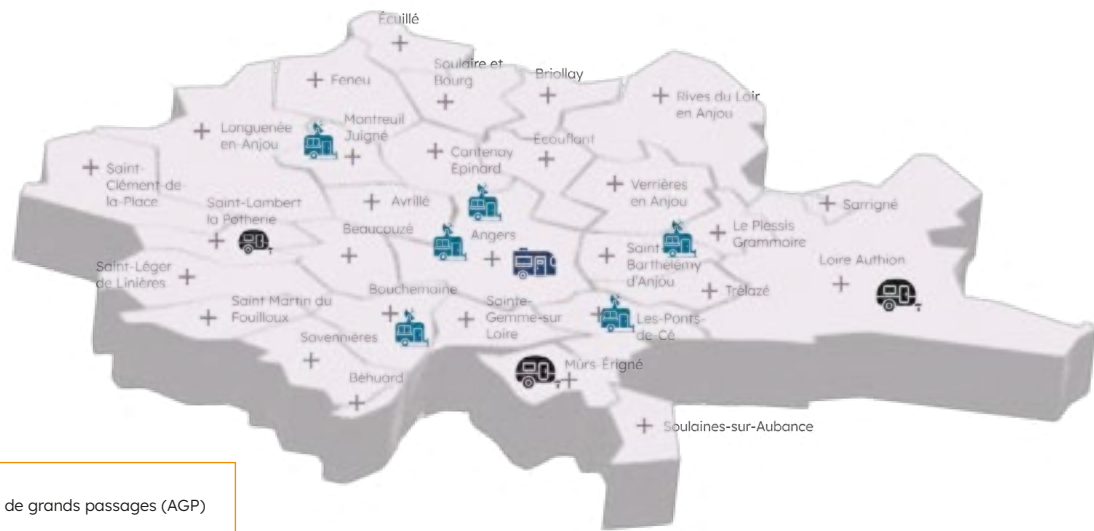 Écuillé
Feneu
Soulaire et
Bourg
Briollay
Rives du Loir
en Anjou
Longuenée
en-Anjou
Montreuil
Juigné
Cantenay
Epinard
Écouflant
Saint-
Clément-de-
la-Place
Verrières
en Anjou
Sarrigné
Saint-Lambert
la Potherie
Avrillé
Beaucouzé
Angers
Le Plessis
Grammoire
Saint-
Barthélemy
d'Anjou
Loire Authion
Saint-Léger
de Linières
Trélazé
Saint Martin du
Fouilloux
Bouchemaine
Sainte-
Gemme-sur
Loire
Les-Ponts-
de-Cé
Savennières
Béhuard
Mûrs-Érigné
Soulaines-sur-Aubance
de grands passages (AGP)